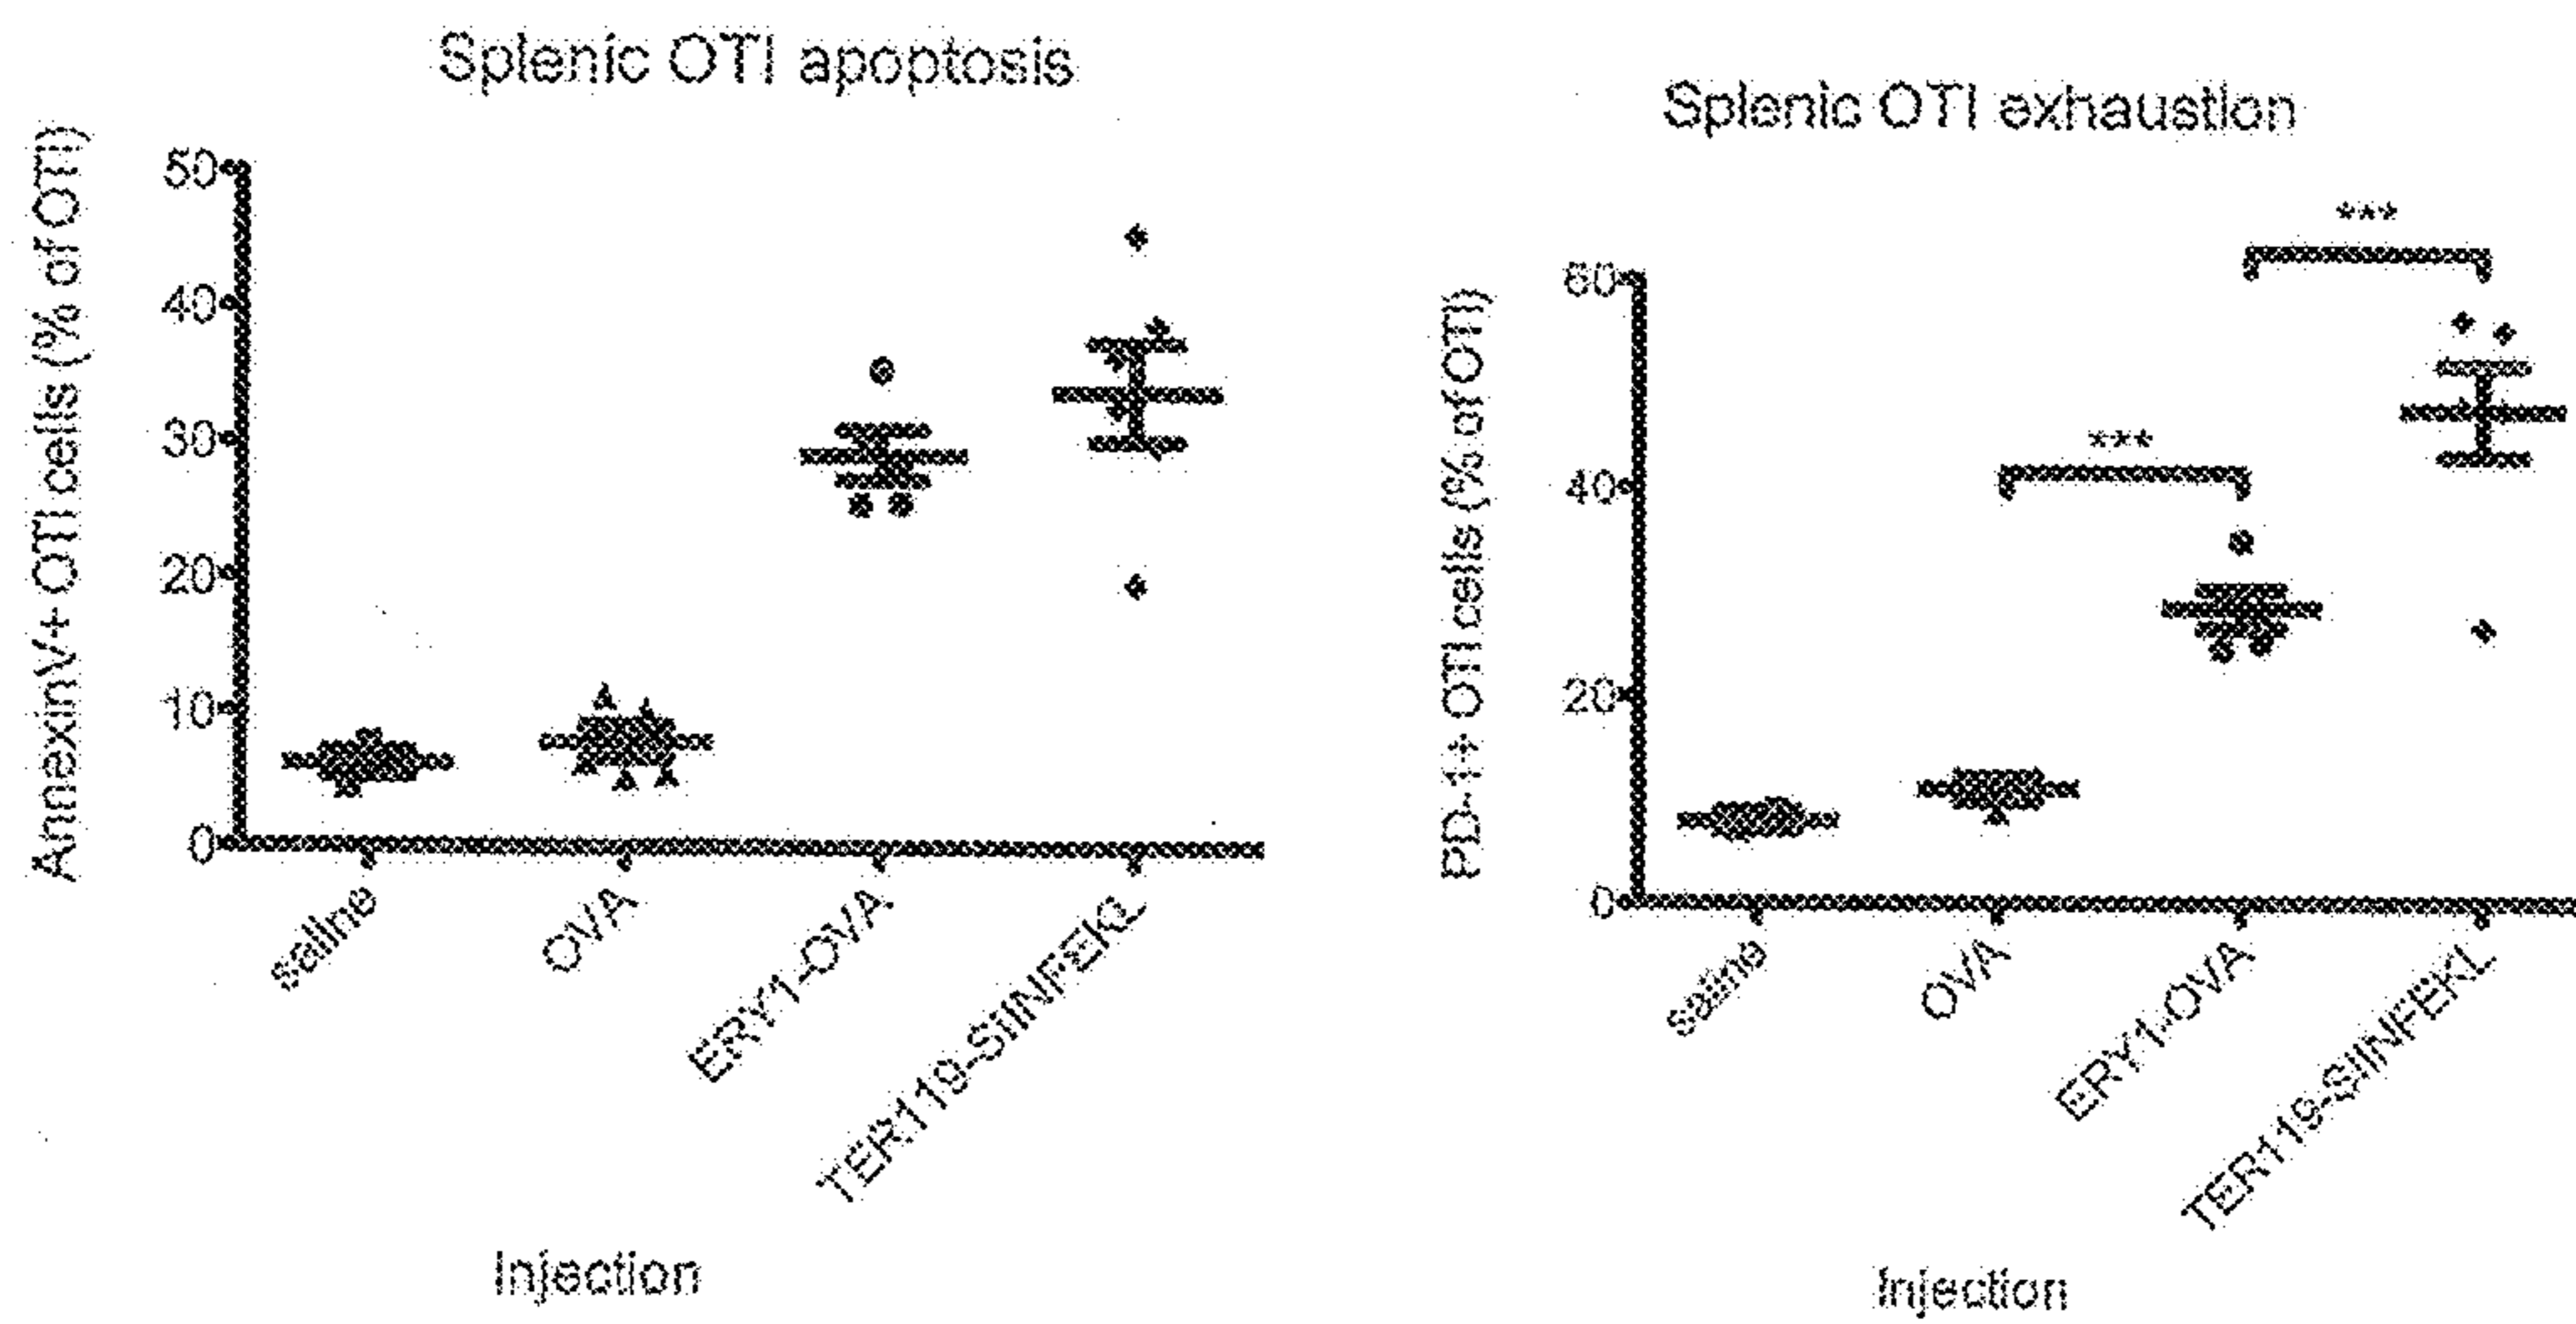 Splenic OTI apoptosis
AnnexinV+ OTI cells (% of OTI)
50
40
30
20
10
0
saline
OVA
ERY1-OVA
TER119-SIINFEKL
Injection
Splenic OTI exhaustion
PD-1+ OTI cells (% of OTI)
60
40
20
0
***
***
saline
OVA
ERY1-OVA
TER119-SIINFEKL
Injection